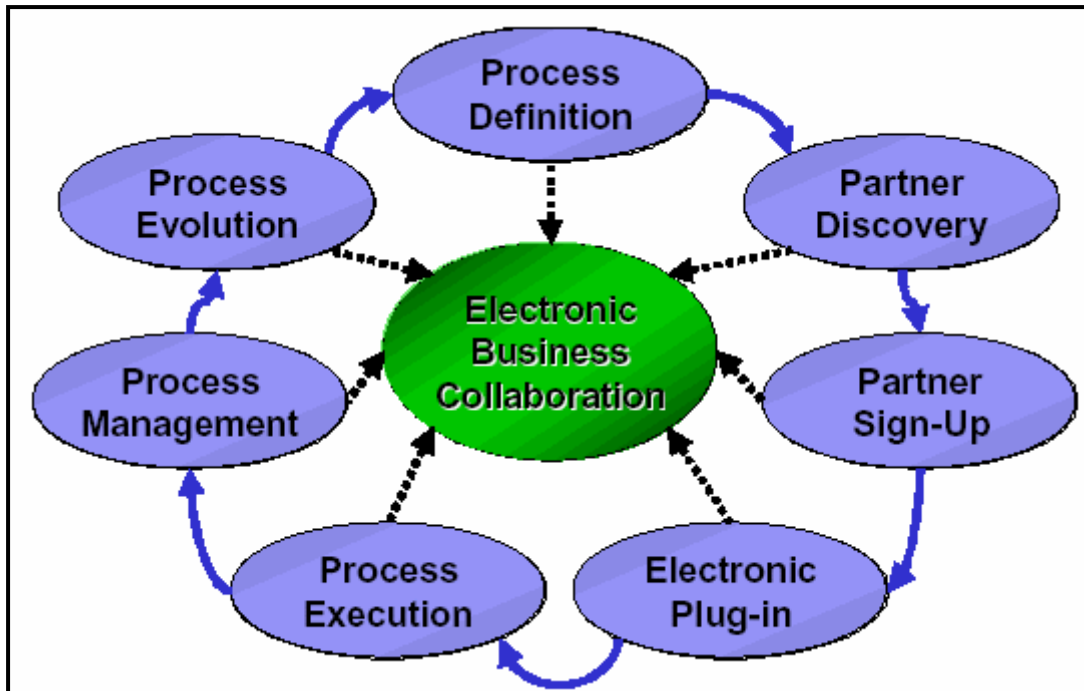 Process
Definition
Partner
Discovery
Partner
Sign-Up
Electronic
Plug-in
Process
Execution
Process
Management
Process
Evolution
Electronic
Business
Collaboration